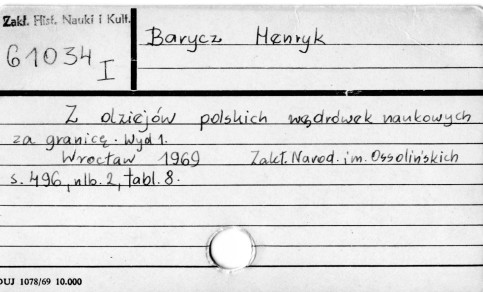 Zakł. Hist. Nauki i Kult.
61034 I
Barycz Henryk
Z dziejów polskich wędrówek naukowych
za granicę. Wyd 1.
Wrocław 1969 Zakł. Narod. im. Ossolińskich
s. 496, nlb. 2, tabl. 8.
DUJ 1078/69 10.000